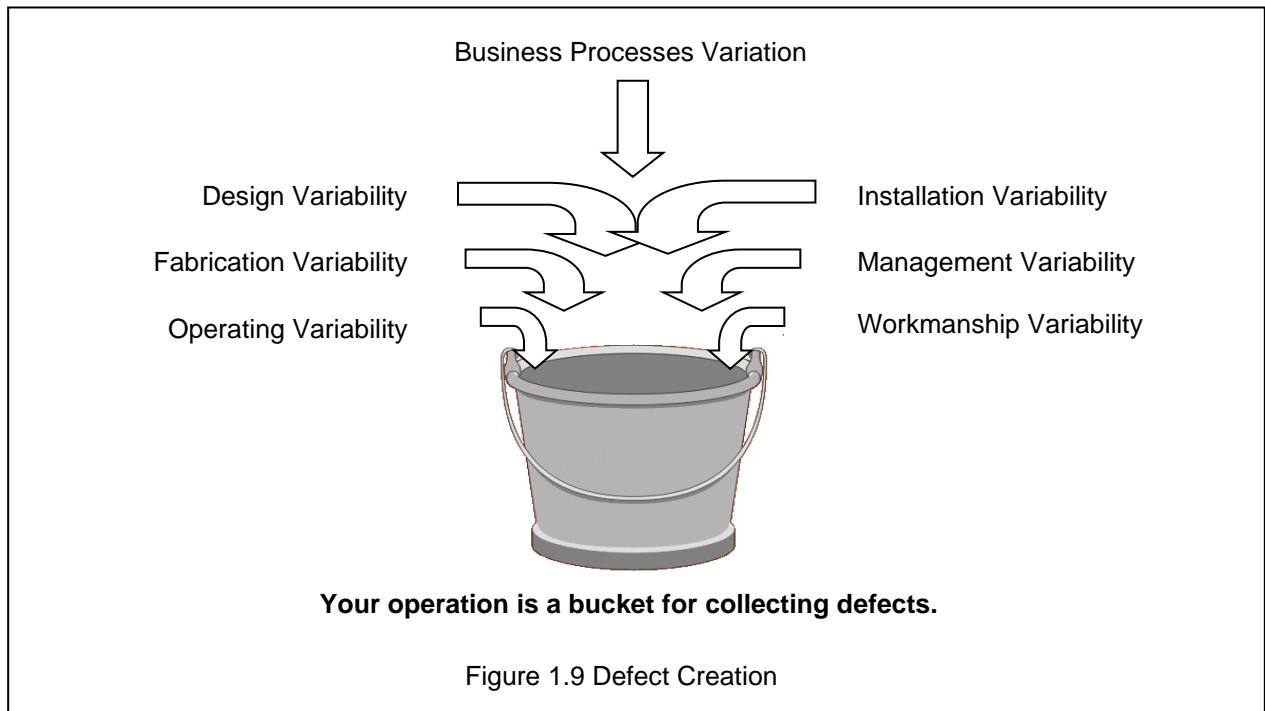 Business Processes Variation
Design Variability
Installation Variability
Fabrication Variability
Management Variability
Operating Variability
Workmanship Variability
Your operation is a bucket for collecting defects.
Figure 1.9 Defect Creation